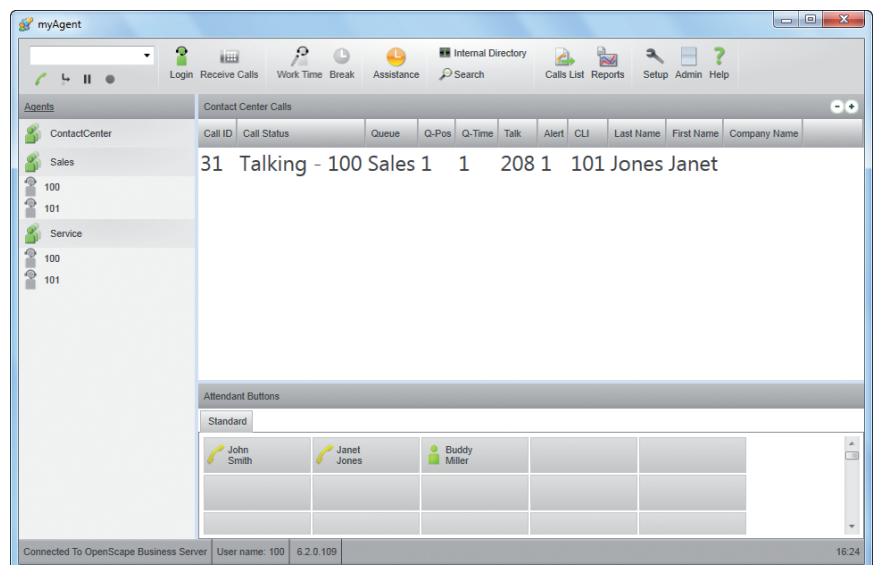 myAgent
Login Receive Calls Work Time Break Assistance Internal Directory Search Calls List Reports Setup Admin Help
Agents
ContactCenter
Sales
100
101
Service
100
101
Contact Center Calls
Call ID Call Status Queue Q-Pos Q-Time Talk Alert CLI Last Name First Name Company Name
31 Talking - 100 Sales 1 1 208 1 101 Jones Janet
Attendant Buttons
Standard
John
Smith
Janet
Jones
Buddy
Miller
Connected To OpenScape Business Server User name: 100 6.2.0.109 16:24